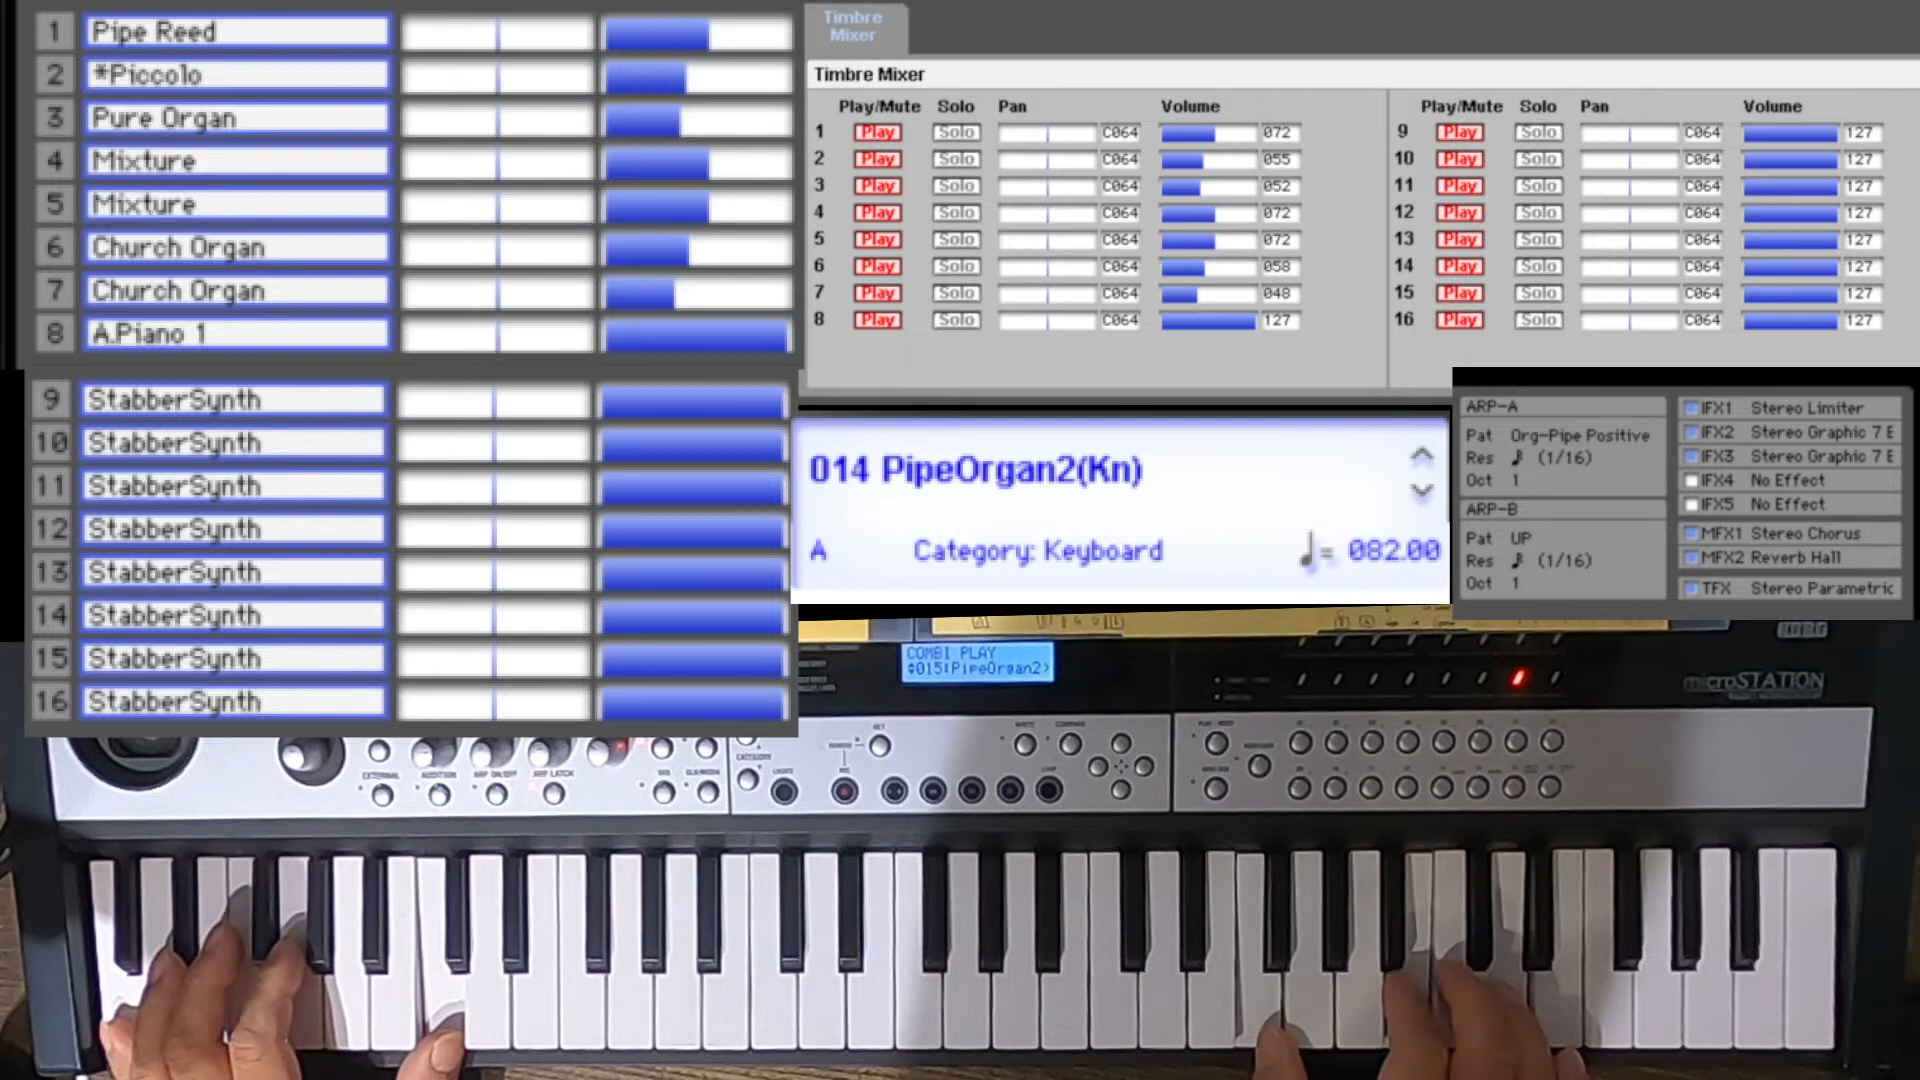 1 Pipe Reed
2 *Piccolo
3 Pure Organ
4 Mixture
5 Mixture
6 Church Organ
7 Church Organ
8 A.Piano 1
9 StabberSynth
10 StabberSynth
11 StabberSynth
12 StabberSynth
13 StabberSynth
14 StabberSynth
15 StabberSynth
16 StabberSynth
Timbre
Mixer
Timbre Mixer
Play/Mute Solo Pan Volume
1 Play Solo C064 072
2 Play Solo C064 055
3 Play Solo C064 052
4 Play Solo C064 072
5 Play Solo C064 072
6 Play Solo C064 058
7 Play Solo C064 048
8 Play Solo C064 127
Play/Mute Solo Pan Volume
9 Play Solo C064 127
10 Play Solo C064 127
11 Play Solo C064 127
12 Play Solo C064 127
13 Play Solo C064 127
14 Play Solo C064 127
15 Play Solo C064 127
16 Play Solo C064 127
014 PipeOrgan2(Kn)
A Category: Keyboard ♩= 082.00
ARP-A
Pat Org-Pipe Positive
Res (1/16)
Oct 1
ARP-B
Pat UP
Res (1/16)
Oct 1
IFX1 Stereo Limiter
IFX2 Stereo Graphic 7 E
IFX3 Stereo Graphic 7 E
IFX4 No Effect
IFX5 No Effect
MFX1 Stereo Chorus
MFX2 Reverb Hall
TFX Stereo Parametric
COMBI PLAY
015:PipeOrgan2
microSTATION
EXTERNAL AUDITION ARP ON/OFF ARP LATCH
CATEGORY